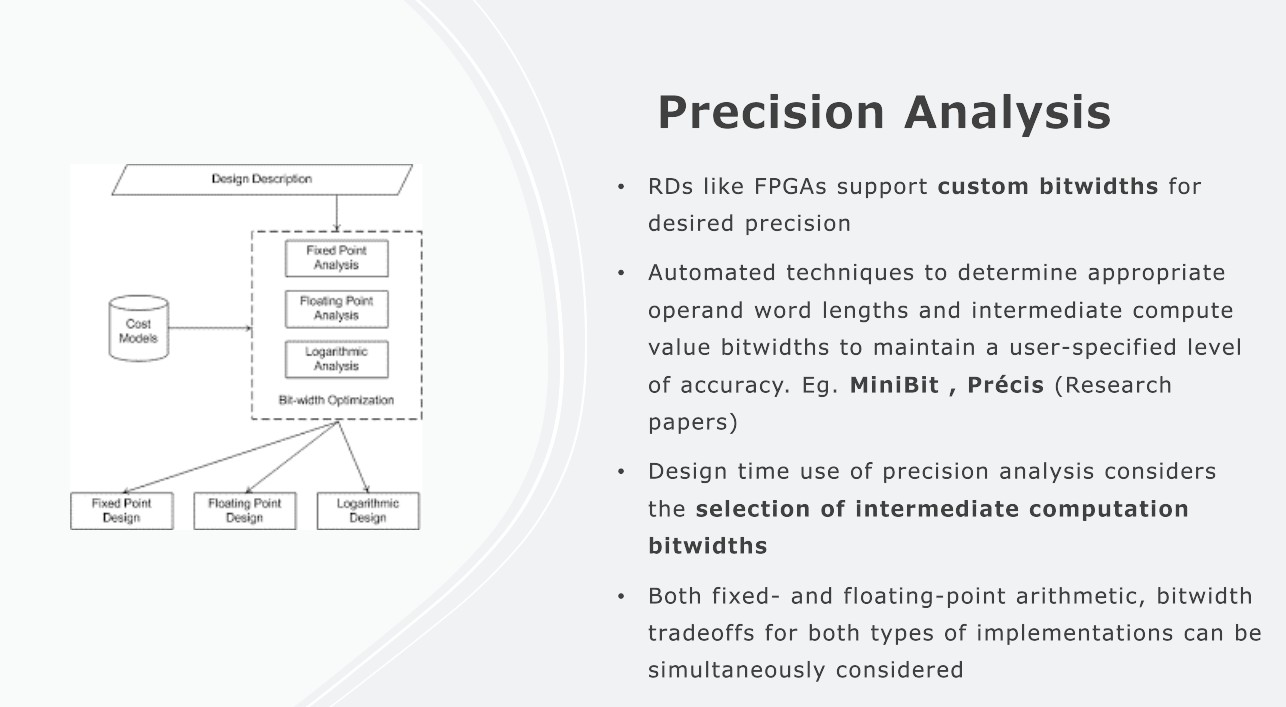 Precision Analysis
• RDs like FPGAs support custom bitwidths for
desired precision
• Automated techniques to determine appropriate
operand word lengths and intermediate compute
value bitwidths to maintain a user-specified level
of accuracy. Eg. MiniBit , Précis (Research
papers)
• Design time use of precision analysis considers
the selection of intermediate computation
bitwidths
• Both fixed- and floating-point arithmetic, bitwidth
tradeoffs for both types of implementations can be
simultaneously considered
Design Description
Fixed Point
Analysis
Floating Point
Analysis
Logarithmic
Analysis
Bit-width Optimization
Cost
Models
Fixed Point
Design
Floating Point
Design
Logarithmic
Design